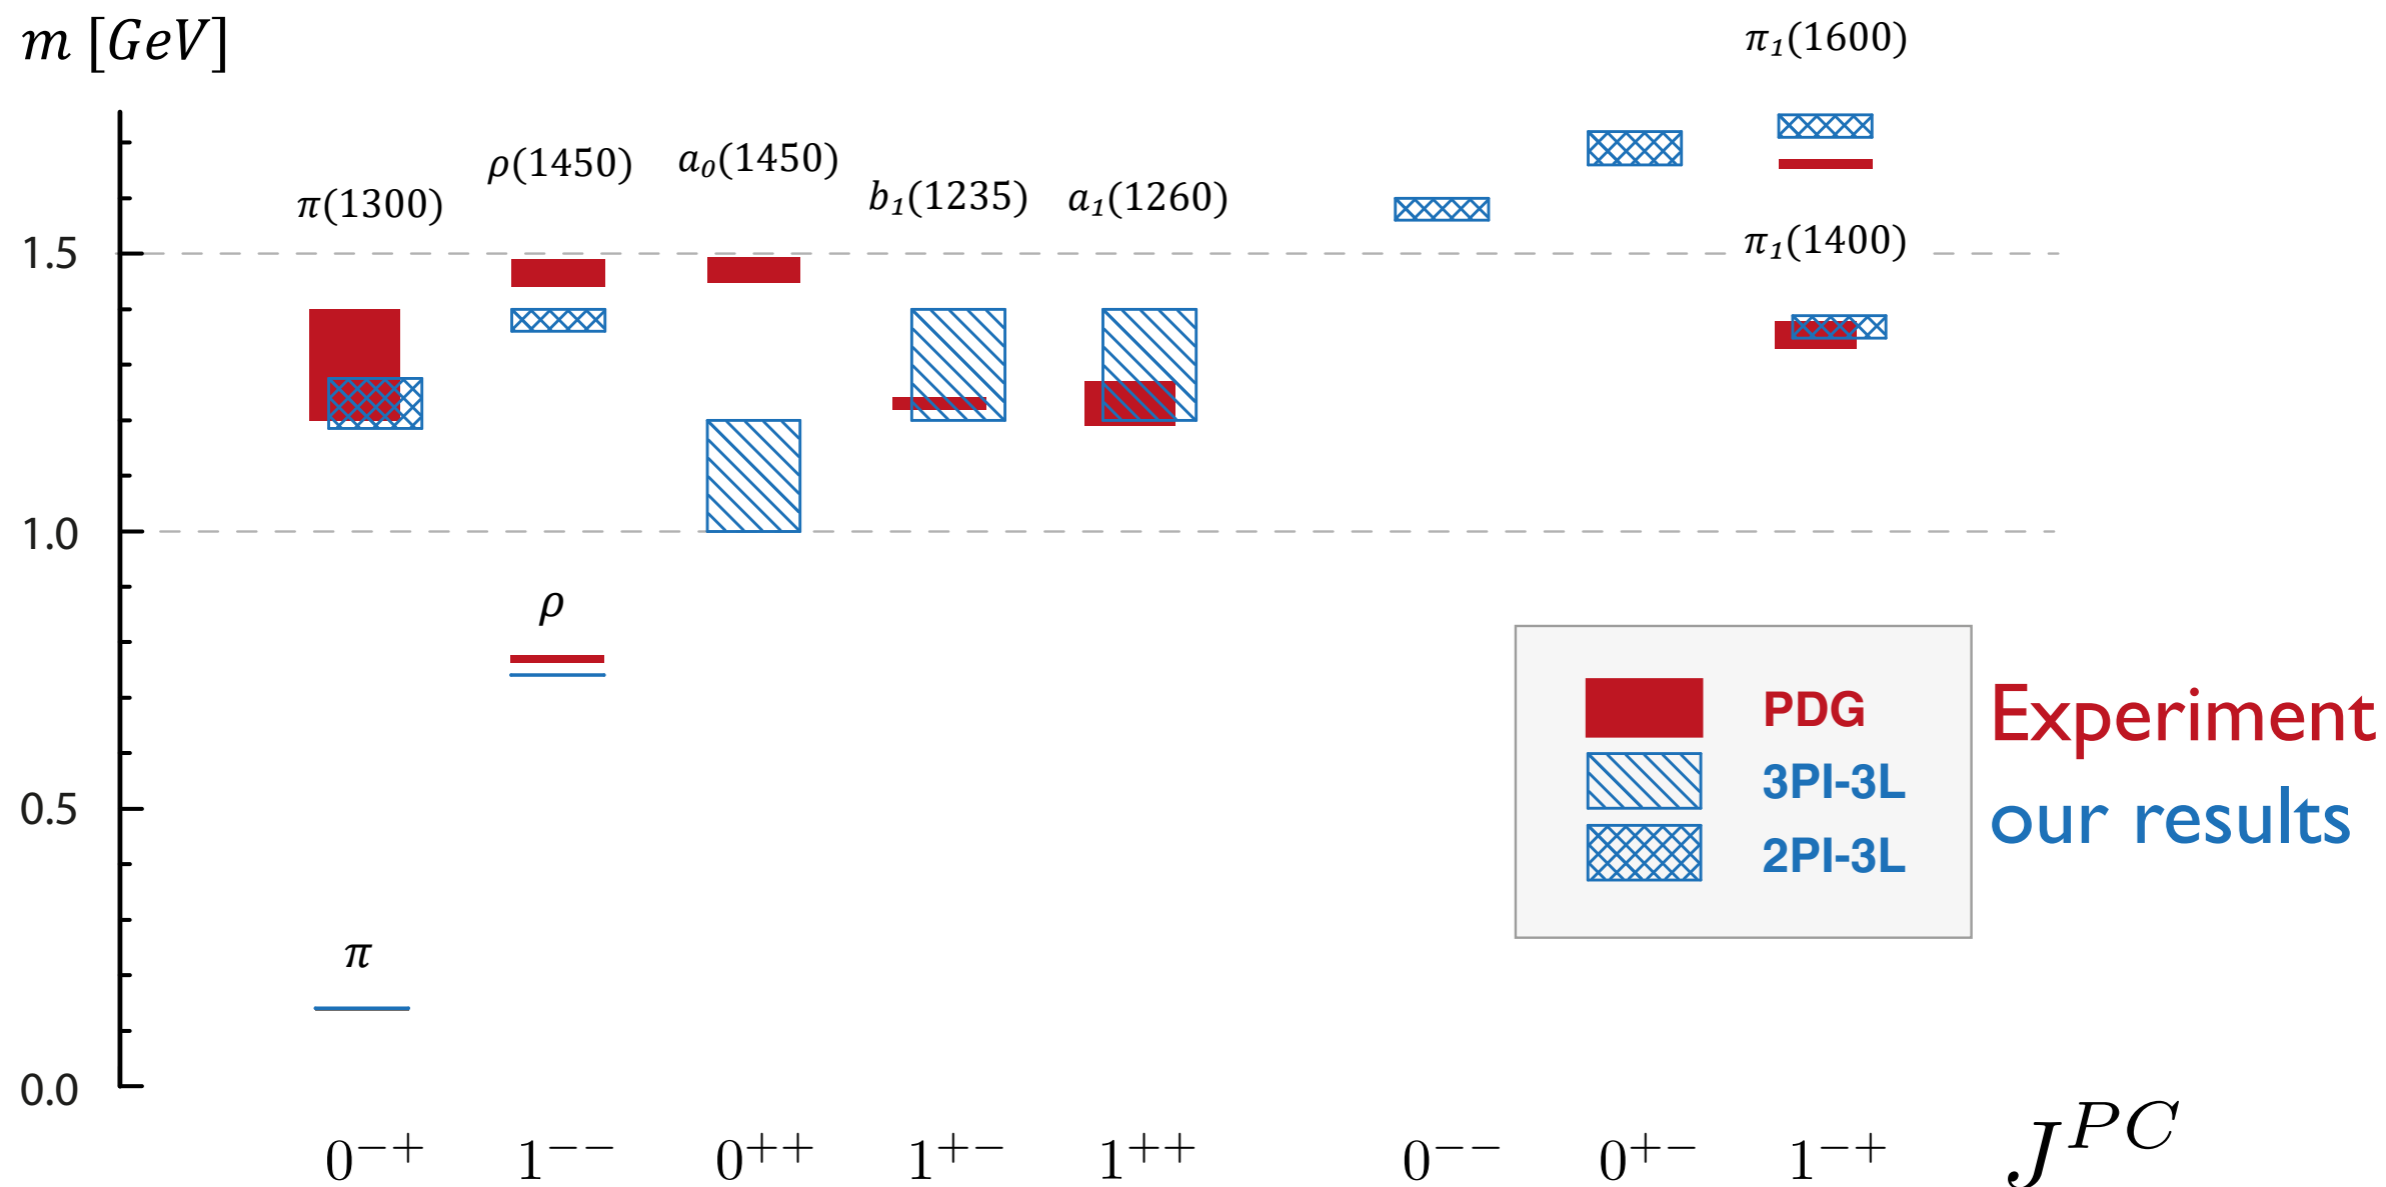 m [GeV]
π₁(1600)
ρ(1450)
a₀(1450)
π(1300)
b₁(1235)
a₁(1260)
π₁(1400)
1.5
1.0
ρ
0.5
π
0.0
PDG
3PI-3L
2PI-3L
Experiment
our results
0⁻⁺
1⁻⁻
0⁺⁺
1⁺⁻
1⁺⁺
0⁻⁻
0⁺⁻
1⁻⁺
J^{PC}